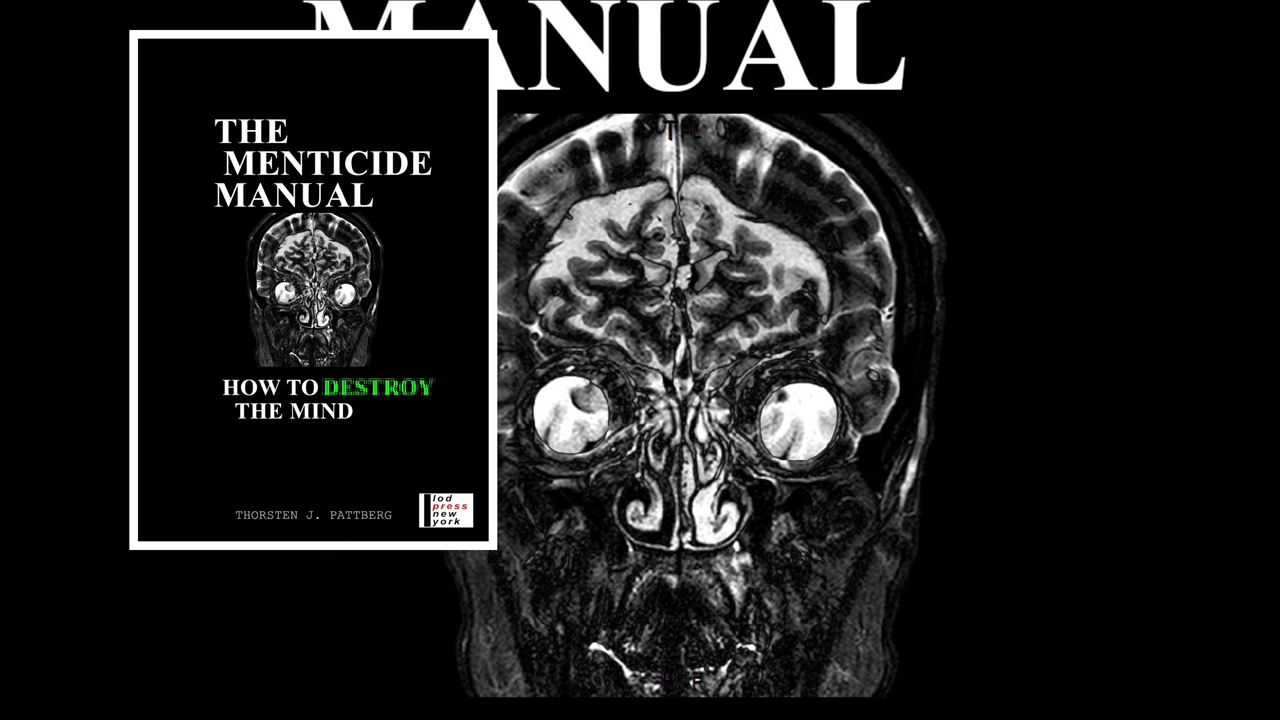 MANUAL
THE
MENTICIDE
MANUAL
HOW TO DESTROY
THE MIND
THORSTEN J. PATTBERG
lod
press
new
york